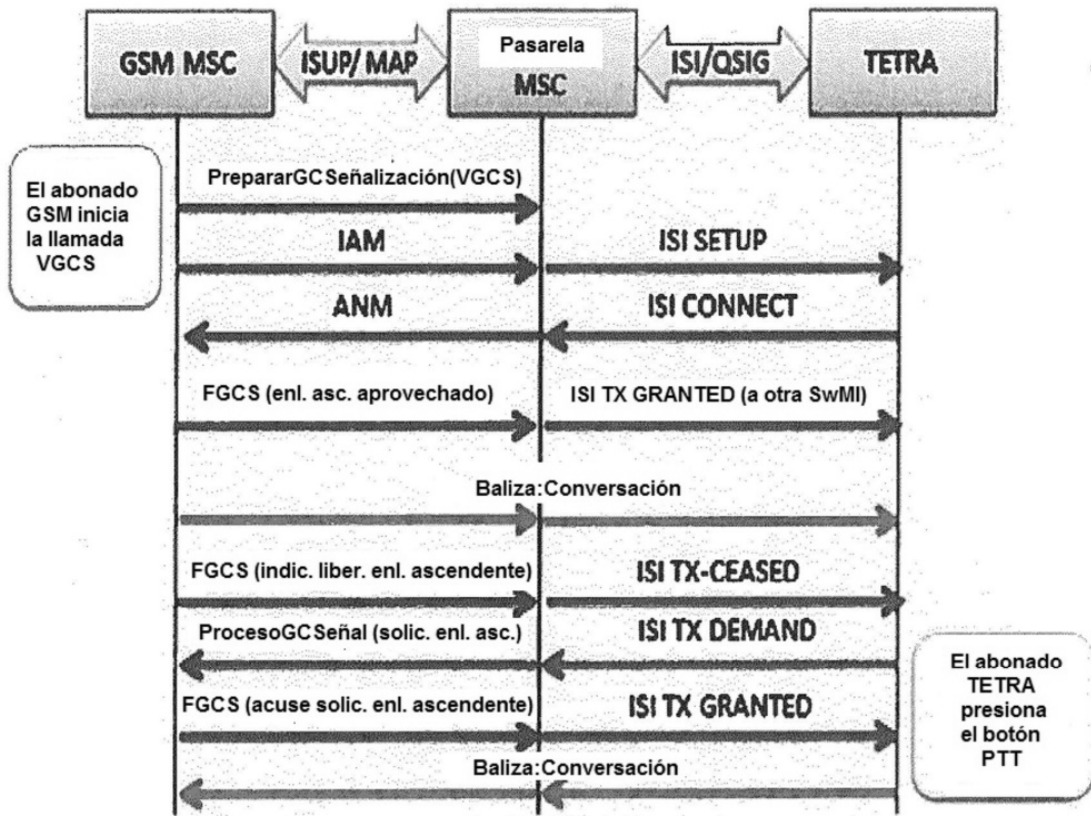 GSM MSC
ISUP/ MAP
Pasarela
MSC
ISI/QSIG
TETRA
El abonado
GSM inicia
la llamada
VGCS
PrepararGCSeñalización(VGCS)
IAM
ISI SETUP
ANM
ISI CONNECT
FGCS (enl. asc. aprovechado)
ISI TX GRANTED (a otra SwMI)
Baliza:Conversación
FGCS (indic. liber. enl. ascendente)
ISI TX-CEASED
ProcesoGCSeñal (solic. enl. asc.)
ISI TX DEMAND
El abonado
TETRA
presiona
el botón
PTT
FGCS (acuse solic. enl. ascendente)
ISI TX GRANTED
Baliza:Conversación